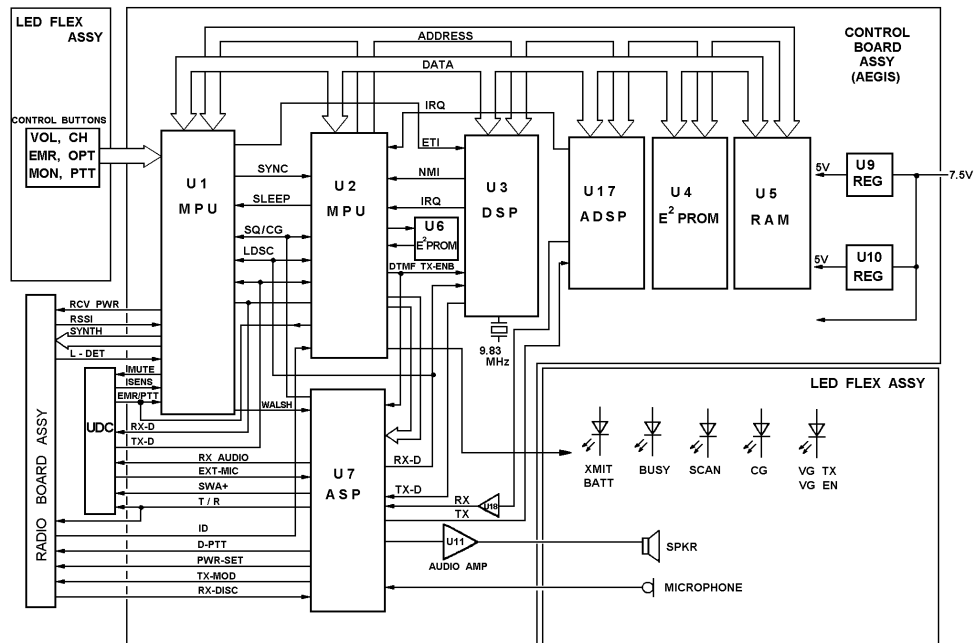 LED FLEX
ASSY
CONTROL BUTTONS
VOL, CH
EMR, OPT
MON, PTT
ADDRESS
DATA
CONTROL
BOARD
ASSY
(AEGIS)
U1
MPU
SYNC
SLEEP
SQ/CG
LDSC
U2
MPU
IRQ
ETI
NMI
IRQ
U6
E2PROM
DTMF TX-ENB
U3
DSP
9.83
MHz
U17
ADSP
U4
E2PROM
U5
RAM
5V
U9
REG
7.5V
5V
U10
REG
RADIO BOARD ASSY
RCV PWR
RSSI
SYNTH
L - DET
UDC
IMUTE
ISENS
EMR/PTT
WALSH
RX-D
TX-D
RX AUDIO
EXT-MIC
SWA+
T / R
ID
D-PTT
PWR-SET
TX-MOD
RX-DISC
U7
ASP
RX-D
TX-D
RX
U18
TX
U11
AUDIO AMP
SPKR
MICROPHONE
LED FLEX ASSY
XMIT
BATT
BUSY
SCAN
CG
VG TX
VG EN